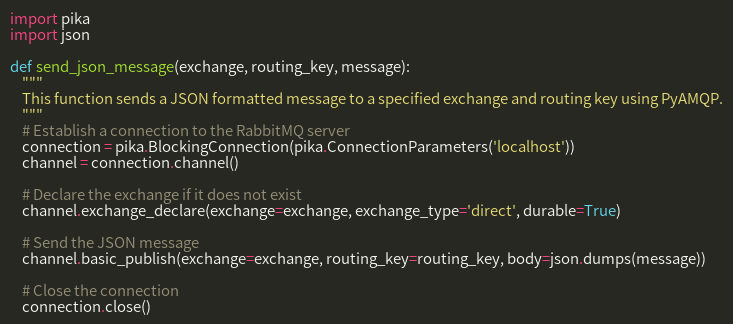 import pika
import json
def send_json_message(exchange, routing_key, message):
"""
This function sends a JSON formatted message to a specified exchange and routing key using PyAMQP.
"""
# Establish a connection to the RabbitMQ server
connection = pika.BlockingConnection(pika.ConnectionParameters('localhost'))
channel = connection.channel()
# Declare the exchange if it does not exist
channel.exchange_declare(exchange=exchange, exchange_type='direct', durable=True)
# Send the JSON message
channel.basic_publish(exchange=exchange, routing_key=routing_key, body=json.dumps(message))
# Close the connection
connection.close()